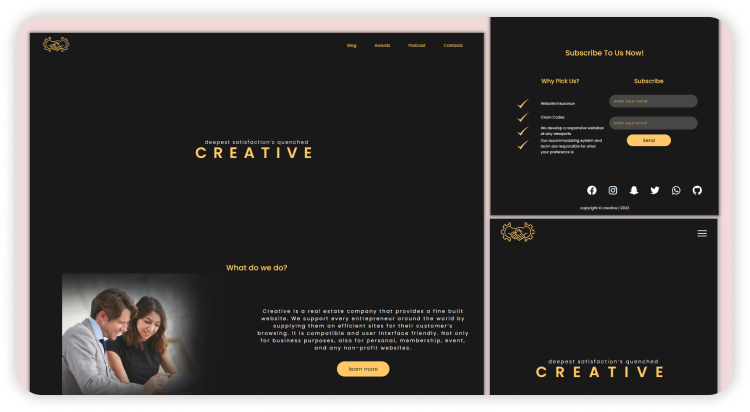 Blog Awards Podcast Contacts
deepest satisfaction's quenched
CREATIVE
What do we do?
Creative is a real estate company that provides a fine built
website. We support every entrepreneur around the world by
supplying them an efficient sites for their customer's
browsing. it is compatible and user interface friendly. Not only
for business purposes, also for personal, membership, event,
and any non-profit websites.
learn more
Subscribe To Us Now!
Why Pick Us?
Website Insurance
Clean Codes
We develop a responsive websites
at any viewports
Our accommodating system and
team are responsible for what
your preference is
Subscribe
enter your name
enter your email
Send
copyright © creative | 2022
deepest satisfaction's quenched
CREATIVE